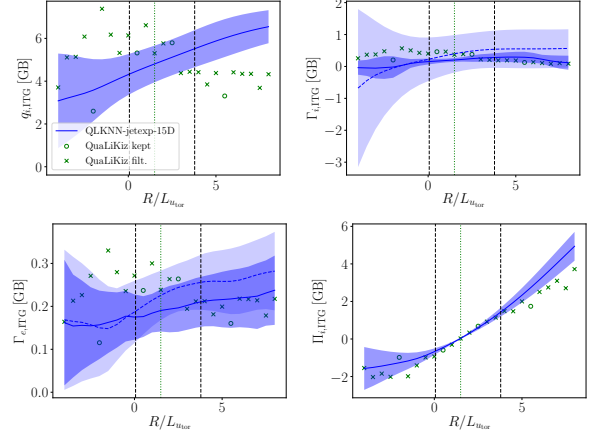 q_{i,ITG} [GB]
6
4
2
0
QLKNN-jetexp-15D
QuaLiKiz kept
QuaLiKiz filt.
0
5
R/L_{u_{tor}}
Γ_{i,ITG} [GB]
2
1
0
−1
−2
−3
0
5
R/L_{u_{tor}}
Γ_{e,ITG} [GB]
0.3
0.2
0.1
0.0
0
5
R/L_{u_{tor}}
Π_{i,ITG} [GB]
6
4
2
0
−2
0
5
R/L_{u_{tor}}